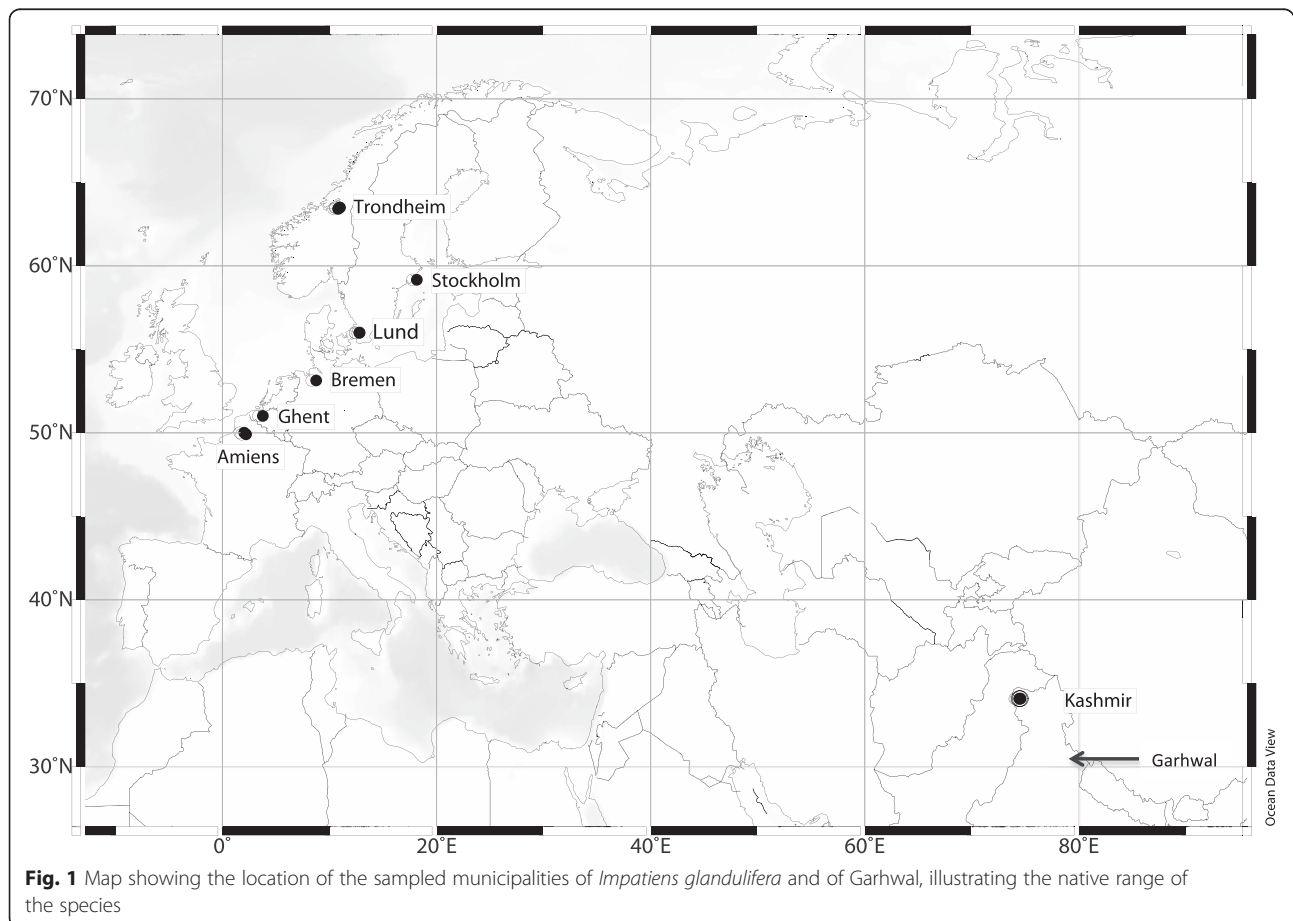 70˚N
Trondheim
60˚N
Stockholm
Lund
Bremen
Ghent
50˚N
Amiens
40˚N
Kashmir
30˚N
Garhwal
Ocean Data View
0˚ 20˚E 40˚E 60˚E 80˚E
Fig. 1 Map showing the location of the sampled municipalities of Impatiens glandulifera and of Garhwal, illustrating the native range of
the species